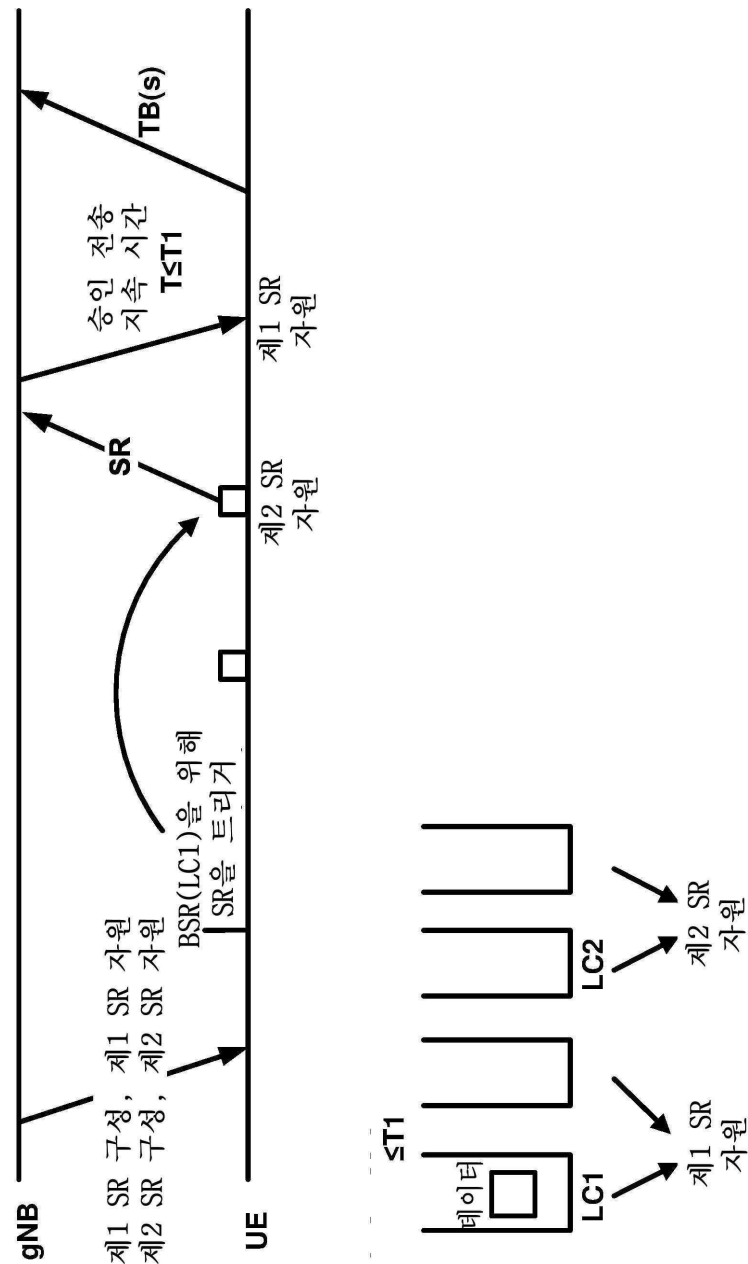 gNB
제1 SR 구성, 제1 SR 자원
제2 SR 구성, 제2 SR 자원
BSR(LC1)을 위해
SR을 트리거
SR
승인 전송
지속 시간
T≤T1
TB(s)
UE
제2 SR
자원
제1 SR
자원
≤T1
데이터
LC1
LC2
제1 SR
자원
제2 SR
자원